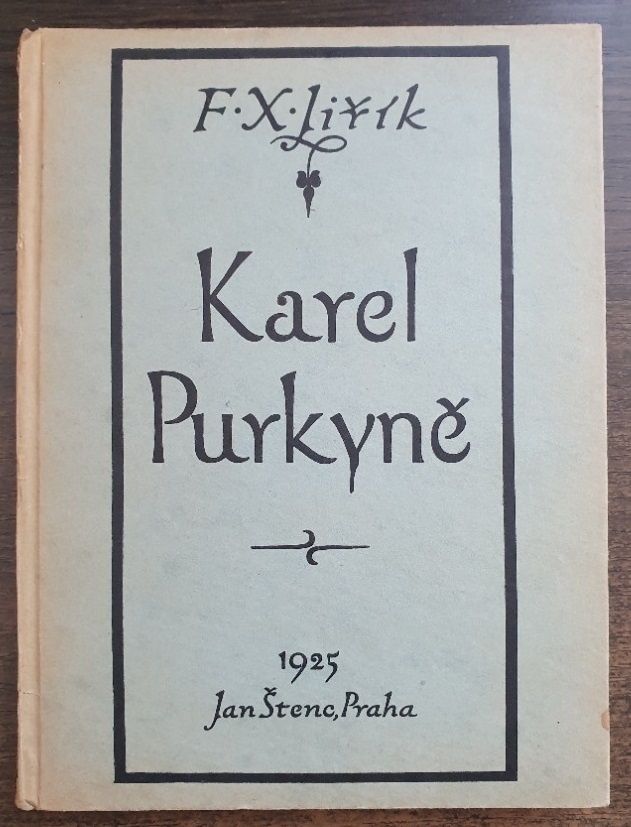 F·X·Jiřík
Karel
Purkyně
1925
Jan Štenc, Praha